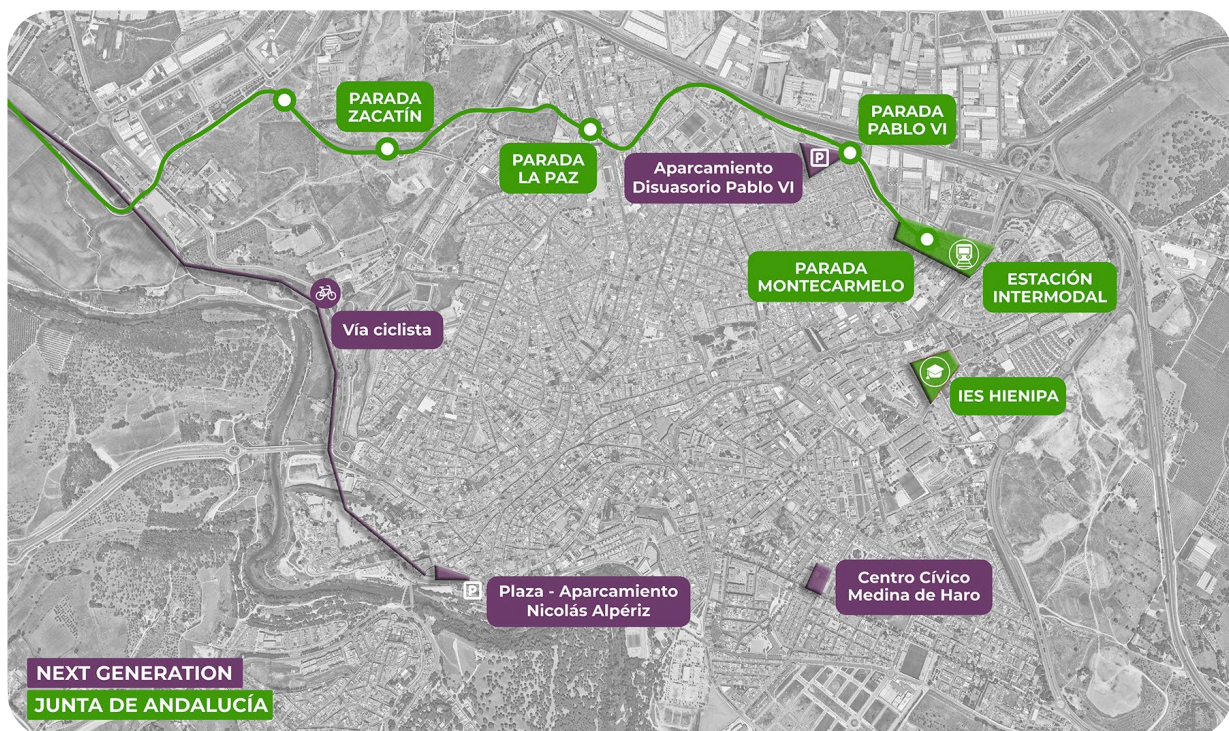 PARADA
ZACATÍN
PARADA
LA PAZ
PARADA
PABLO VI
P
Aparcamiento
Disuasorio Pablo VI
PARADA
MONTECARMELO
ESTACIÓN
INTERMODAL
Vía ciclista
IES HIENIPA
P
Plaza - Aparcamiento
Nicolás Alpériz
Centro Cívico
Medina de Haro
NEXT GENERATION
JUNTA DE ANDALUCÍA